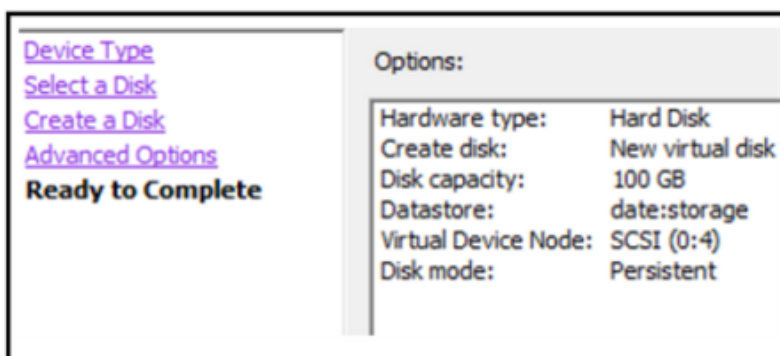 Device Type
Select a Disk
Create a Disk
Advanced Options
Ready to Complete
Options:
Hardware type: Hard Disk
Create disk: New virtual disk
Disk capacity: 100 GB
Datastore: date:storage
Virtual Device Node: SCSI (0:4)
Disk mode: Persistent